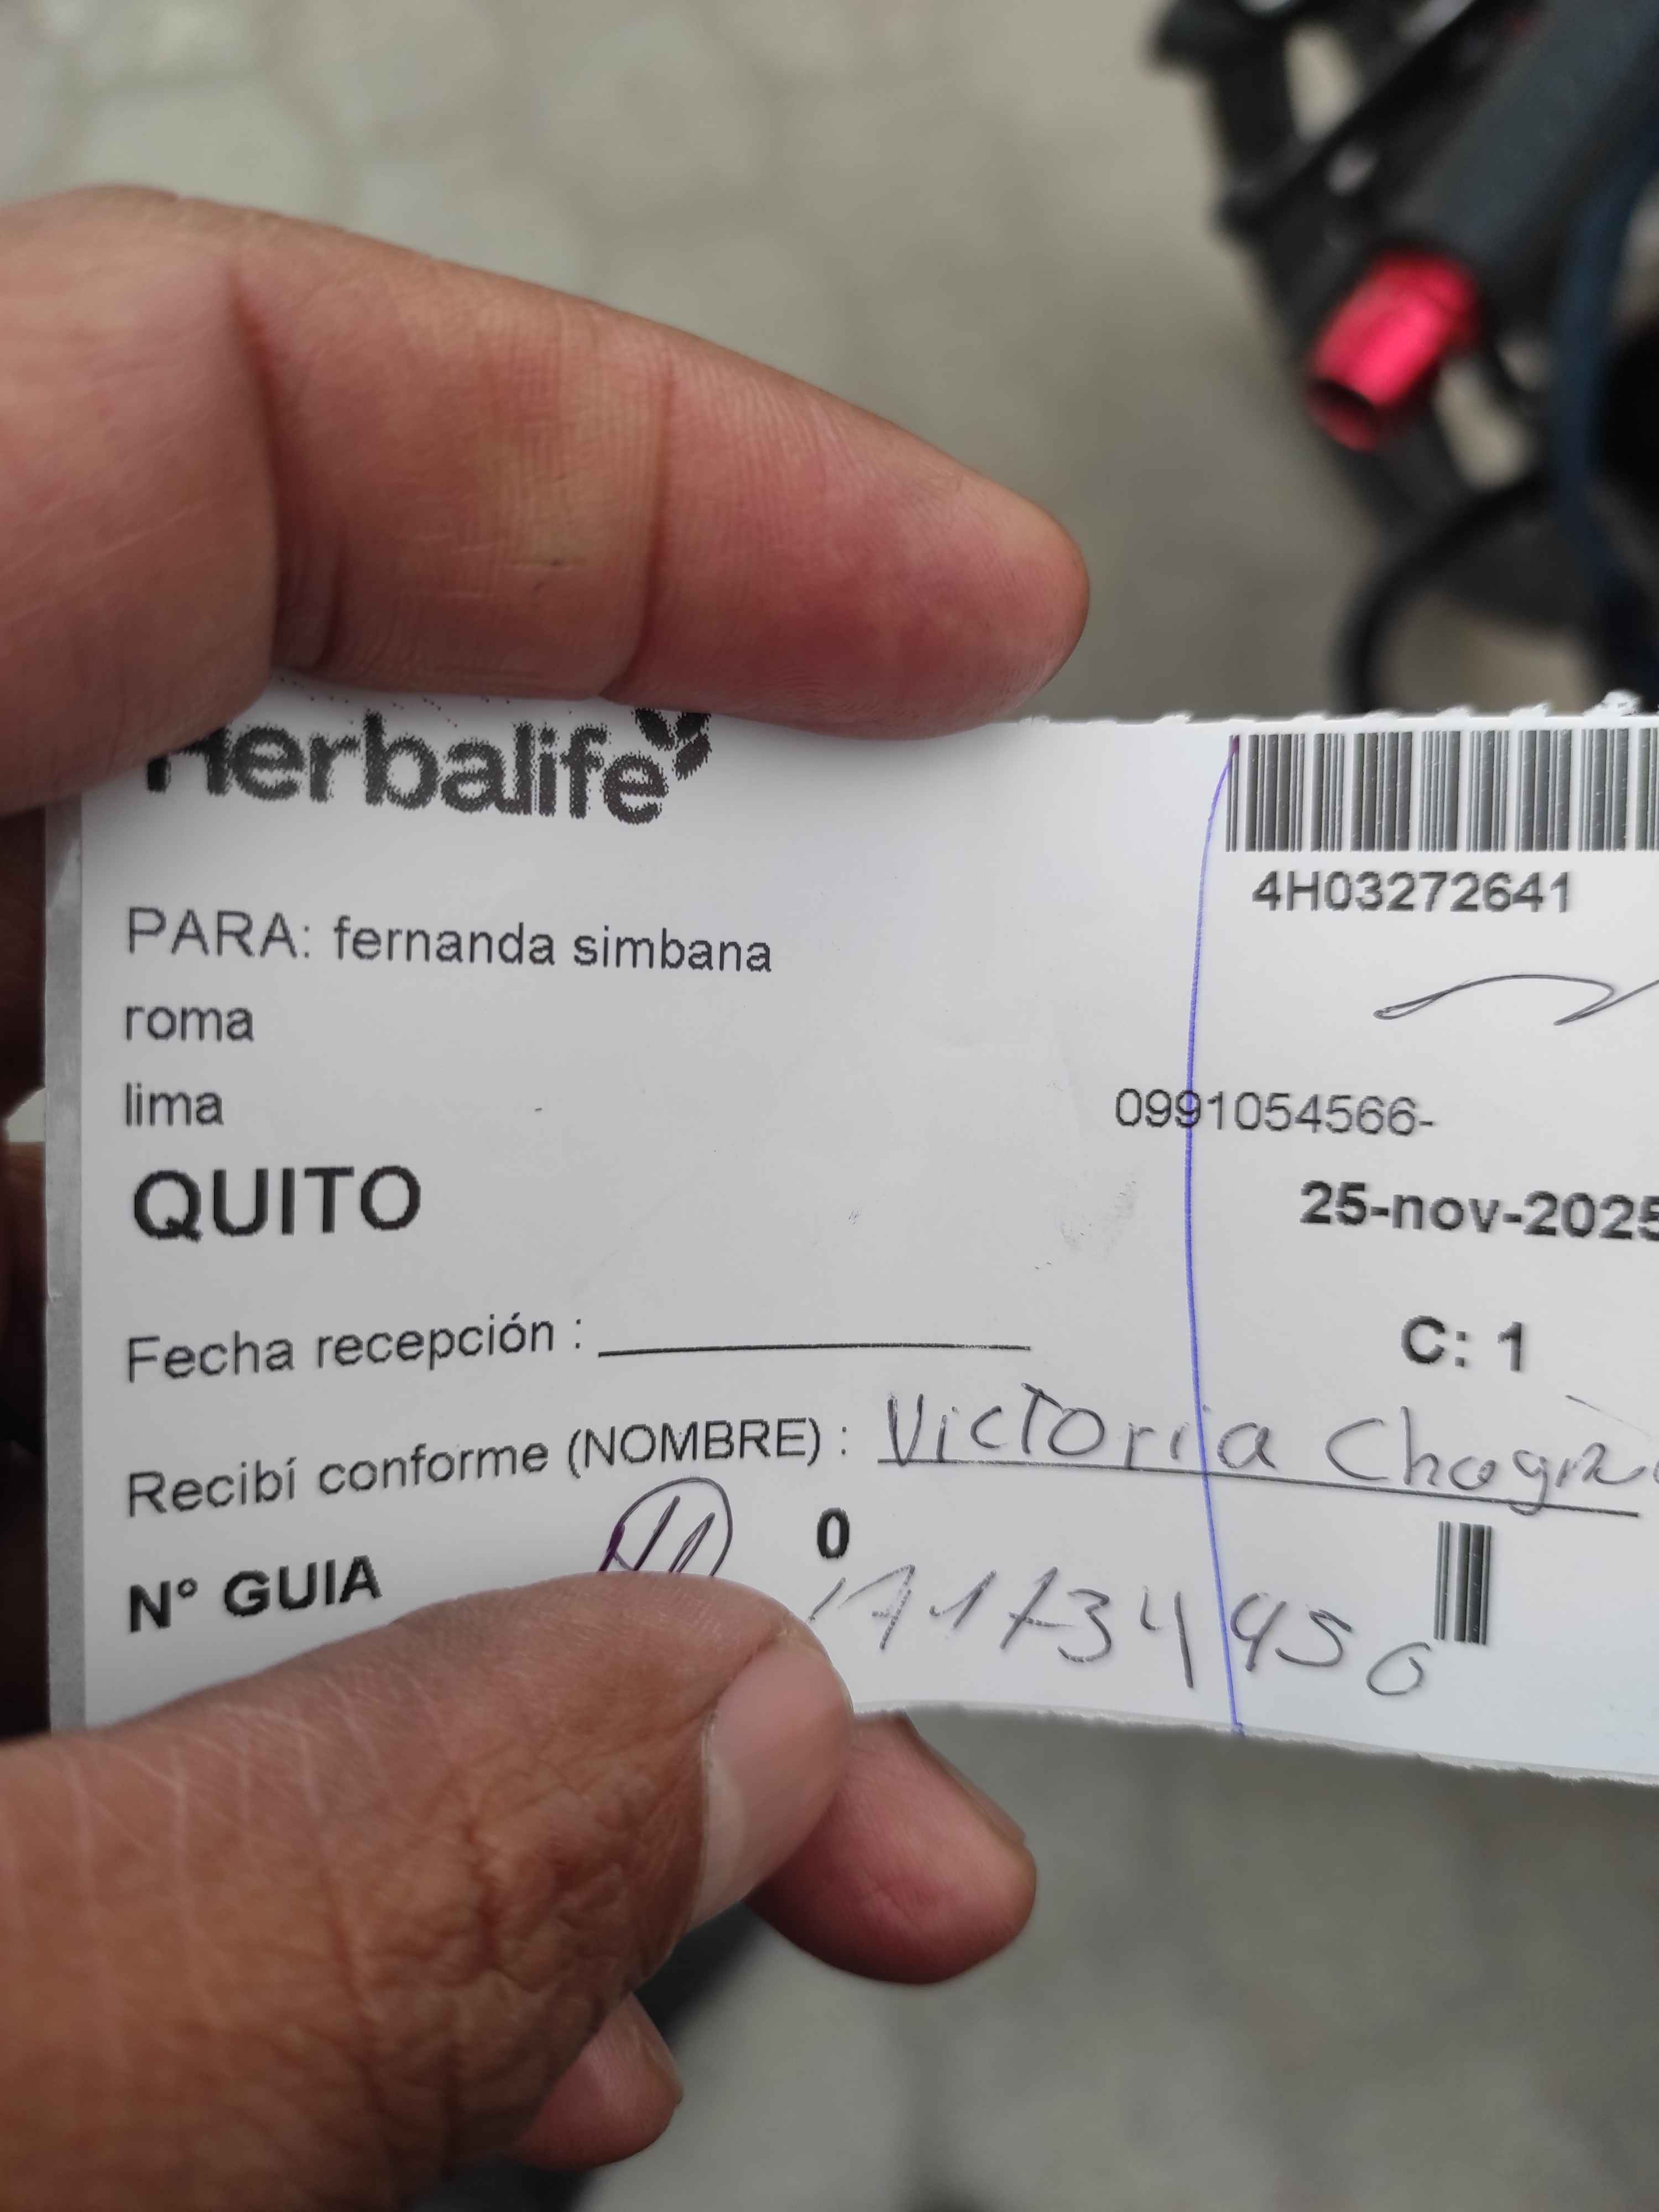 Herbalife
4H03272641
PARA: fernanda simbana
roma
lima
0991054566-
QUITO
25-nov-2025
C: 1
Fecha recepción :
Recibí conforme (NOMBRE) : Victoria
Nº GUIA
0